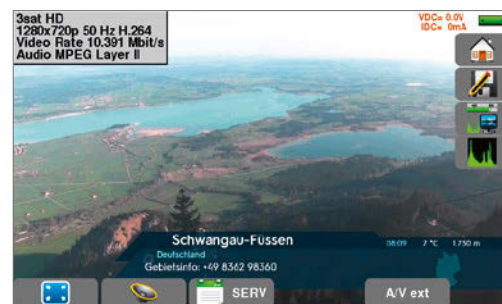 3sat HD
1280x720p 50 Hz H.264
Video Rate 10.391 Mbit/s
Audio MPEG Layer II
VDC= 0.0V
IDC= 0mA
Schwangau-Füssen
08:09 7 °C 1.750 m
Deutschland
Gebietsinfo: +49 8362 98360
SERV
A/V ext